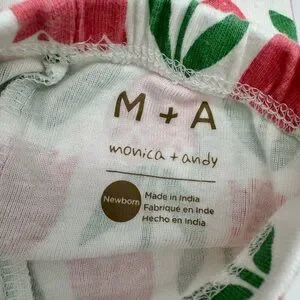 M + A
monica + andy
Newborn
Made in India
Fabriqué en Inde
Hecho en India